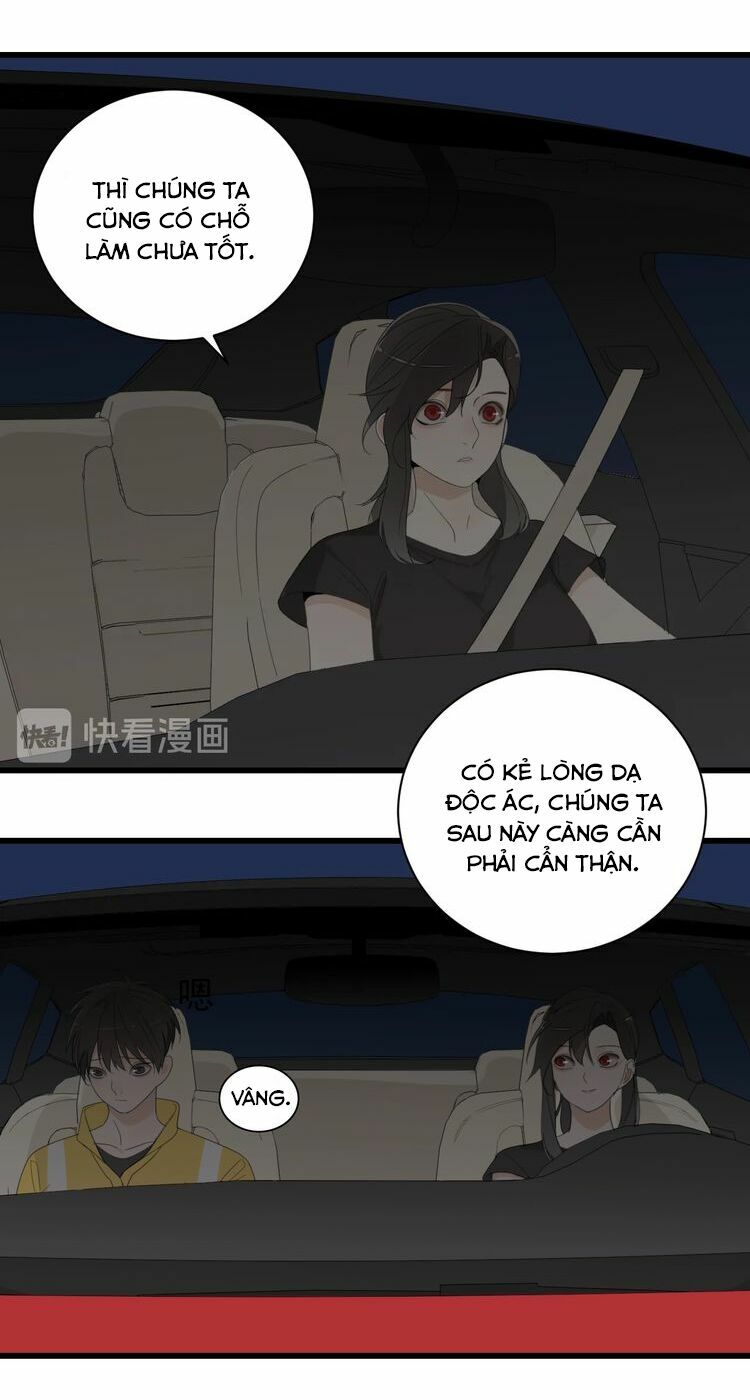 THÌ CHÚNG TA
CŨNG CÓ CHỖ
LÀM CHƯA TỐT.
快看! 快看漫画
CÓ KẺ LÒNG DẠ
ĐỘC ÁC, CHÚNG TA
SAU NÀY CÀNG CẦN
PHẢI CẨN THẬN.
嗯
VÂNG.